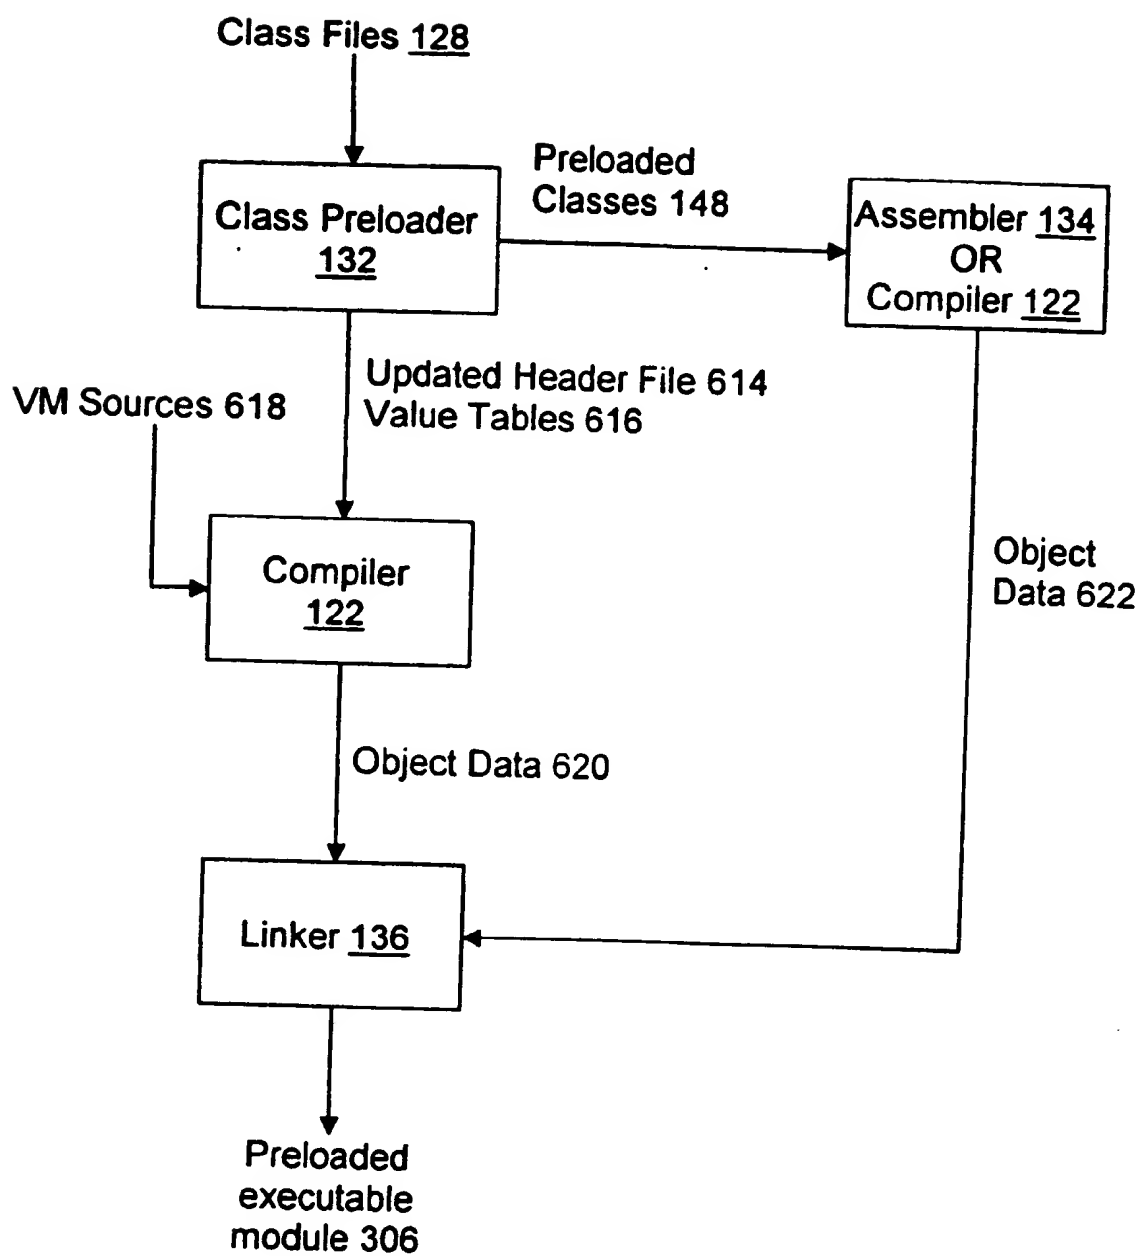 Class Files 128
Class Preloader
132
Preloaded
Classes 148
Assembler 134
OR
Compiler 122
Updated Header File 614
Value Tables 616
VM Sources 618
Compiler
122
Object
Data 622
Object Data 620
Linker 136
Preloaded
executable
module 306